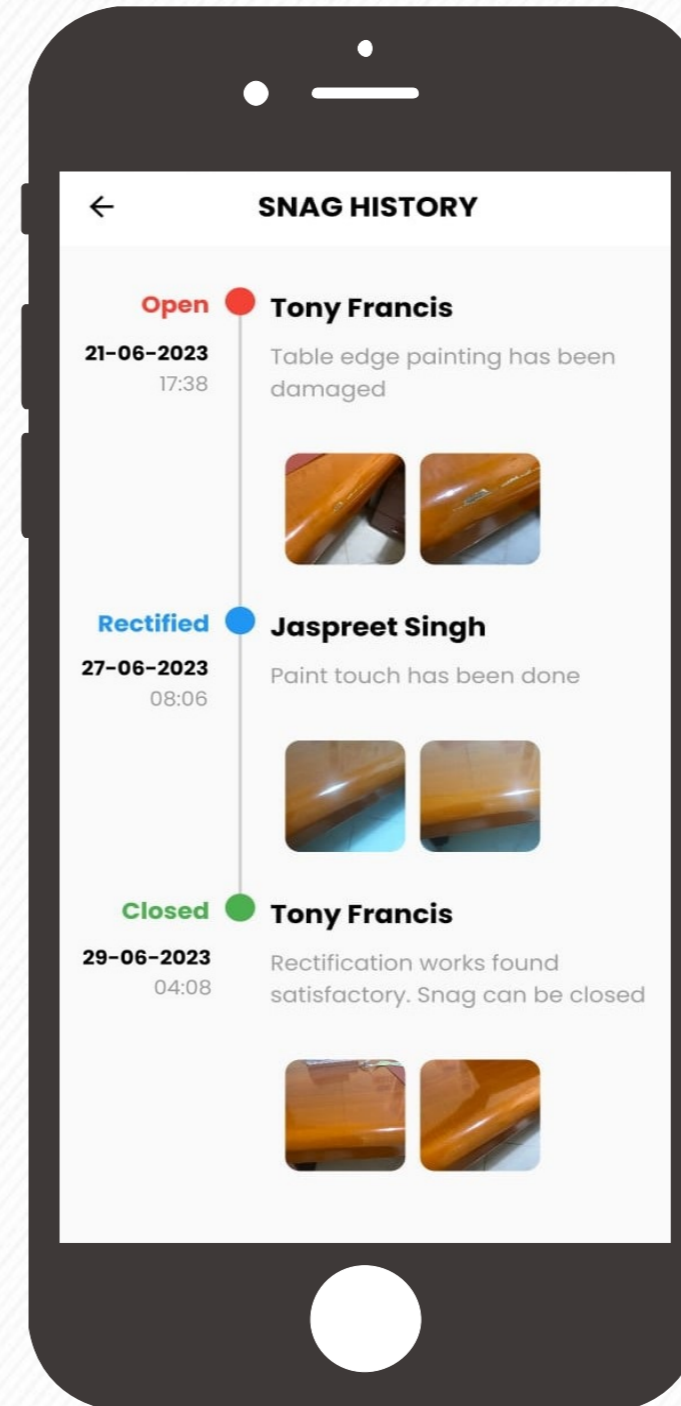 SNAG HISTORY
Open
Tony Francis
21-06-2023
17:38
Table edge painting has been
damaged
Rectified
Jaspreet Singh
27-06-2023
08:06
Paint touch has been done
Closed
Tony Francis
29-06-2023
04:08
Rectification works found
satisfactory. Snag can be closed